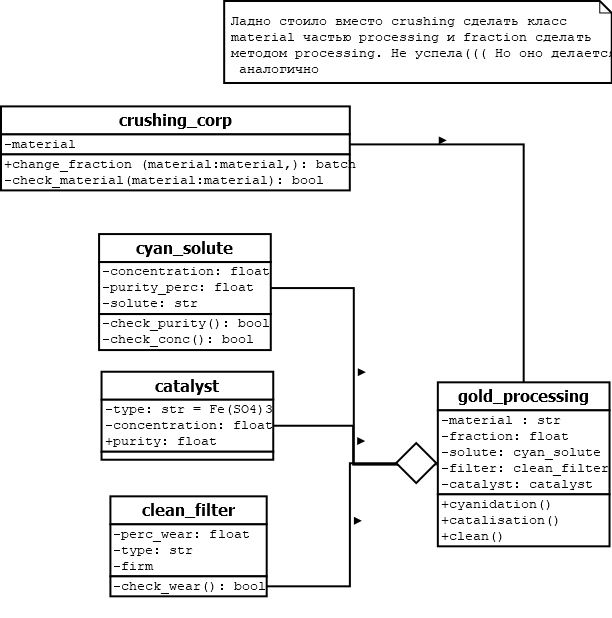 Ладно стоило вместо crushing сделать класс
material частью processing и fraction сделать
методом processing. Не успела((( Но оно делается
аналогично
crushing_corp
-material
+change_fraction (material:material,): batch
-check_material(material:material): bool
cyan_solute
-concentration: float
-purity_perc: float
-solute: str
-check_purity(): bool
-check_conc(): bool
catalyst
-type: str = Fe(SO4)3
-concentration: float
+purity: float
clean_filter
-perc_wear: float
-type: str
-firm
-check_wear(): bool
gold_processing
-material : str
-fraction: float
-solute: cyan_solute
-filter: clean_filter
-catalyst: catalyst
+cyanidation()
+catalisation()
+clean()